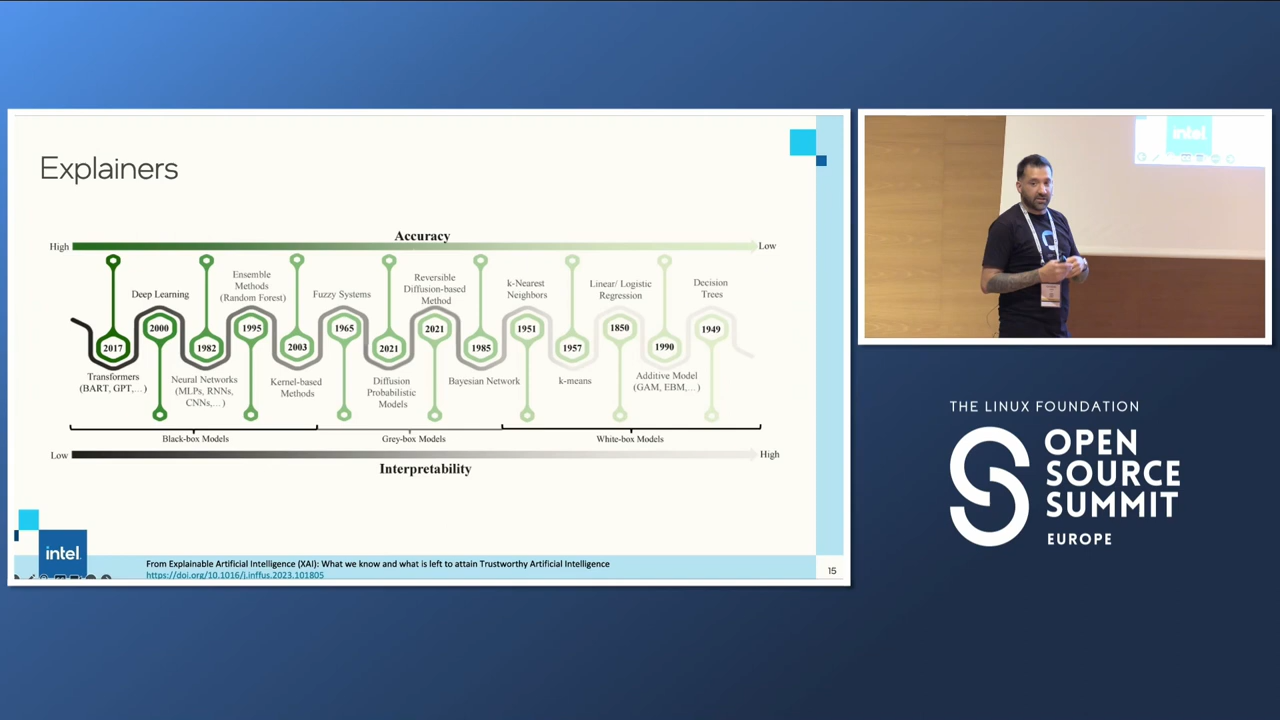 Explainers
High
Accuracy
Low
Deep Learning
Ensemble
Methods
(Random Forest)
Fuzzy Systems
Reversible
Diffusion-based
Method
k-Nearest
Neighbors
Linear/ Logistic
Regression
Decision
Trees
2017
2000
1982
1995
2003
1965
2021
2021
1985
1951
1957
1850
1990
1949
Transformers
(BART, GPT,...)
Neural Networks
(MLPs, RNNs,
CNNs,...)
Kernel-based
Methods
Diffusion
Probabilistic
Models
Bayesian Network
k-means
Additive Model
(GAM, EBM,...)
Black-box Models
Grey-box Models
White-box Models
Low
Interpretability
High
intel.
From Explainable Artificial Intelligence (XAI): What we know and what is left to attain Trustworthy Artificial Intelligence
https://doi.org/10.1016/j.inffus.2023.101805
15
intel
THE LINUX FOUNDATION
OPEN
SOURCE
SUMMIT
EUROPE